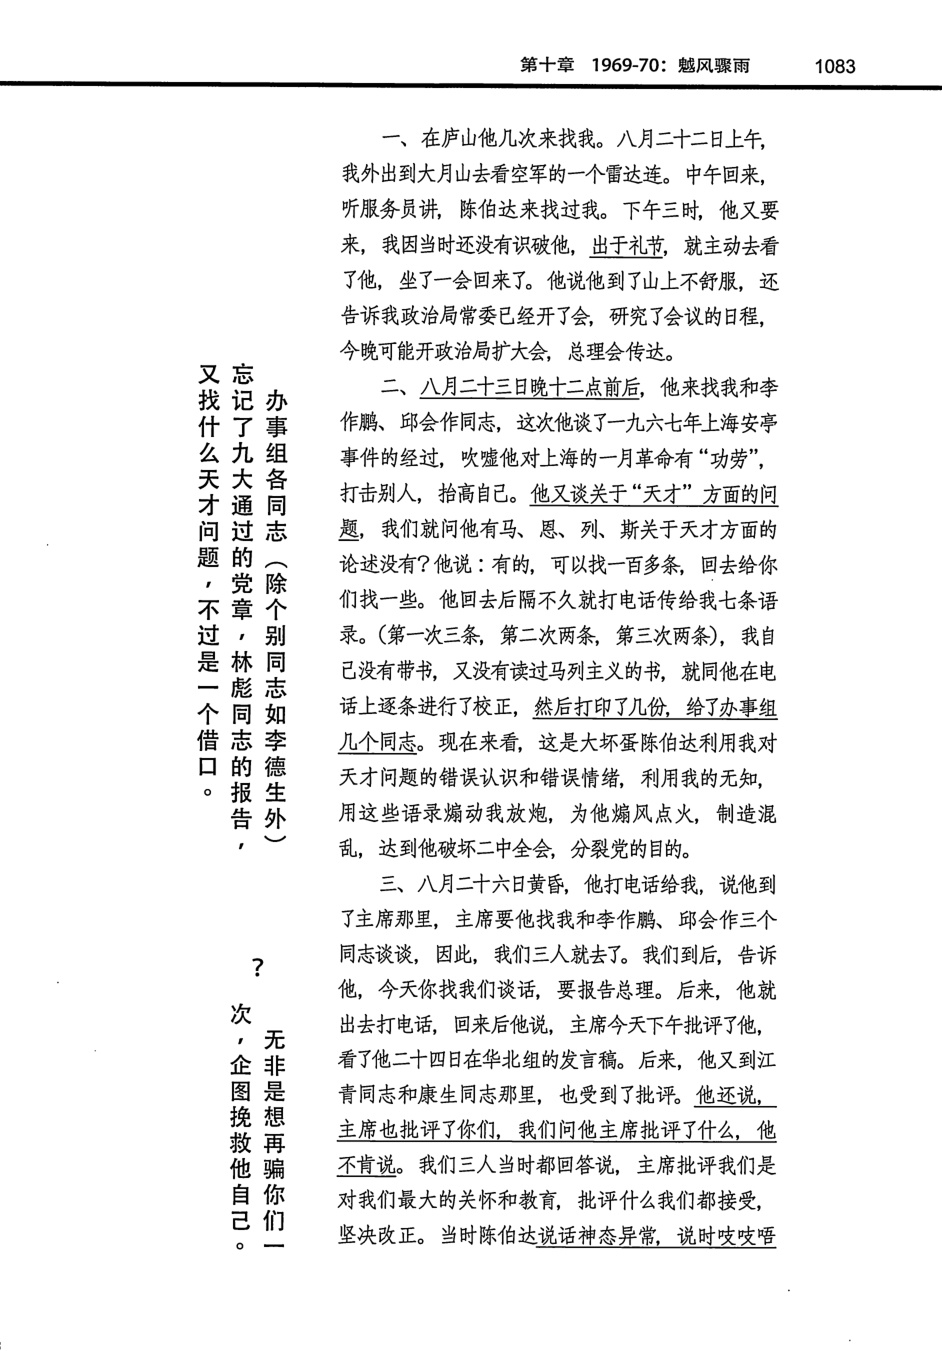 第十章　1969-70：魆风骤雨　1083
一、在庐山他几次来找我。八月二十二日上午，
我外出到大月山去看空军的一个雷达连。中午回来，
听服务员讲，陈伯达来找过我。下午三时，他又要
来，我因当时还没有识破他，出于礼节，就主动去看
了他，坐了一会回来了。他说他到了山上不舒服，还
告诉我政治局常委已经开了会，研究了会议的日程，
今晚可能开政治局扩大会，总理会传达。
二、八月二十三日晚十二点前后，他来找我和李
作鹏、邱会作同志，这次他谈了一九六七年上海安亭
事件的经过，吹嘘他对上海的一月革命有“功劳”，
打击别人，抬高自己。他又谈关于“天才”方面的问
题，我们就问他有马、恩、列、斯关于天才方面的
论述没有？他说：有的，可以找一百多条，回去给你
们找一些。他回去后隔不久就打电话传给我七条语
录。（第一次三条，第二次两条，第三次两条），我自
己没有带书，又没有读过马列主义的书，就同他在电
话上逐条进行了校正，然后打印了几份，给了办事组
几个同志。现在来看，这是大坏蛋陈伯达利用我对
天才问题的错误认识和错误情绪，利用我的无知，
用这些语录煽动我放炮，为他煽风点火，制造混
乱，达到他破坏二中全会，分裂党的目的。
三、八月二十六日黄昏，他打电话给我，说他到
了主席那里，主席要他找我和李作鹏、邱会作三个
同志谈谈，因此，我们三人就去了。我们到后，告诉
他，今天你找我们谈话，要报告总理。后来，他就
出去打电话，回来后他说，主席今天下午批评了他，
看了他二十四日在华北组的发言稿。后来，他又到江
青同志和康生同志那里，也受到了批评。他还说，
主席也批评了你们，我们问他主席批评了什么，他
不肯说。我们三人当时都回答说，主席批评我们是
对我们最大的关怀和教育，批评什么我们都接受，
坚决改正。当时陈伯达说话神态异常，说时吱吱唔
办事组各同志（除个别同志如李德生外）
忘记了九大通过的党章，林彪同志的报告，
又找什么天才问题，不过是一个借口。
？
无非是想再骗你们一
次，企图挽救他自己。